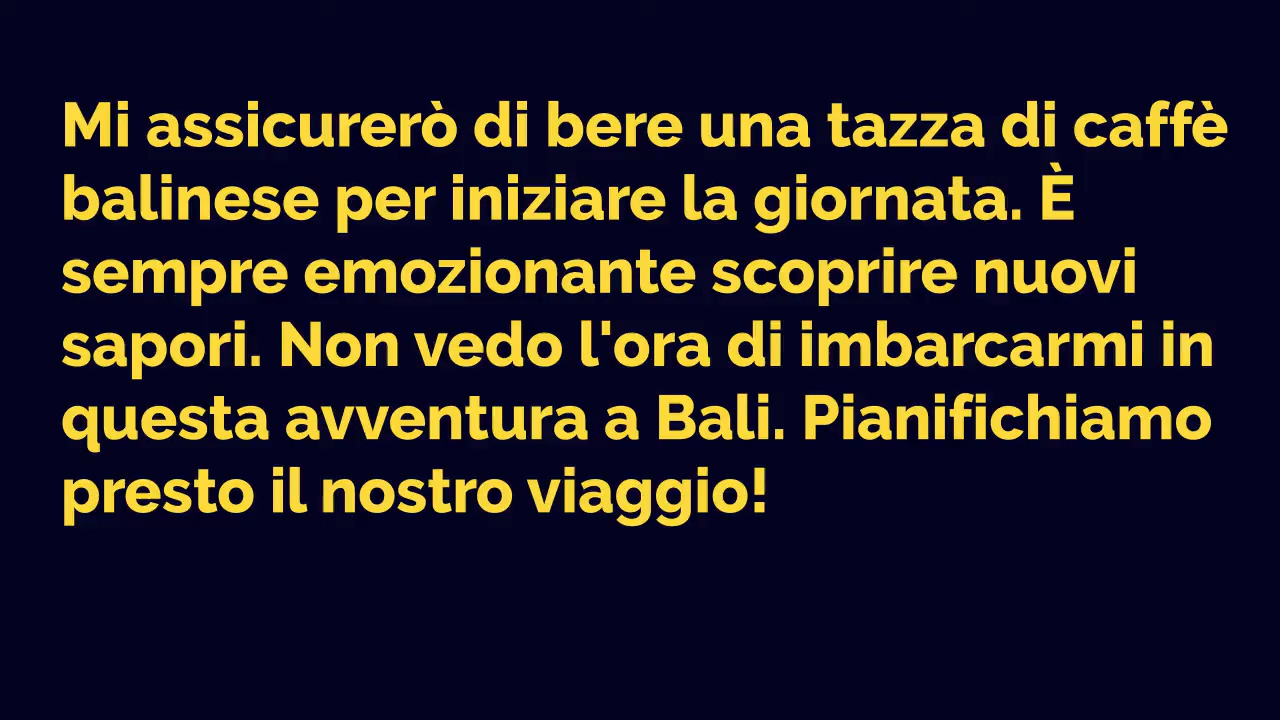 Mi assicurerò di bere una tazza di caffè
balinese per iniziare la giornata. È
sempre emozionante scoprire nuovi
sapori. Non vedo l'ora di imbarcarmi in
questa avventura a Bali. Pianifichiamo
presto il nostro viaggio!